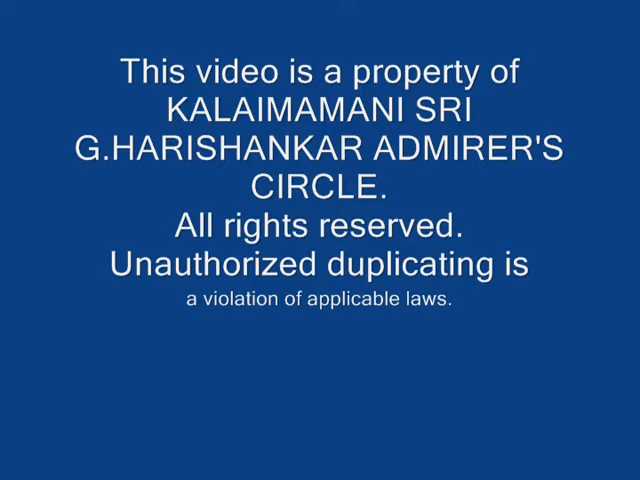 This video is a property of
KALAIMAMANI SRI
G.HARISHANKAR ADMIRER'S
CIRCLE.
All rights reserved.
Unauthorized duplicating is
a violation of applicable laws.